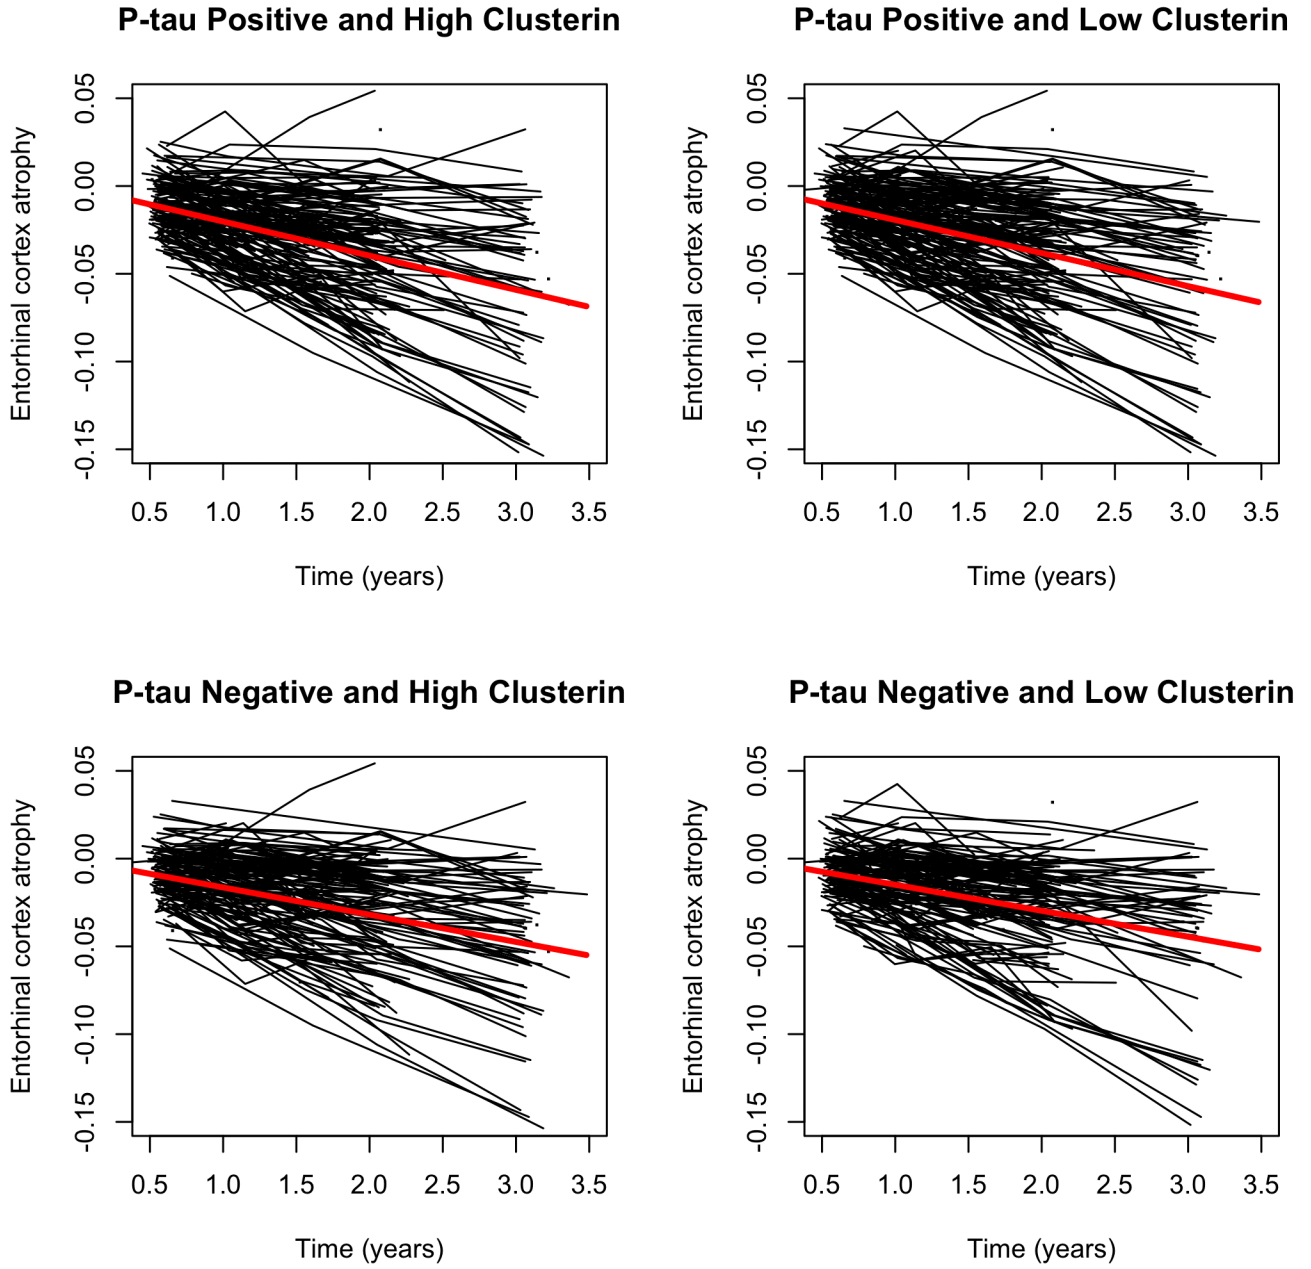 P-tau Positive and High Clusterin
Entorhinal cortex atrophy
0.05
0.00
-0.05
-0.10
-0.15
0.5 1.0 1.5 2.0 2.5 3.0 3.5
Time (years)
P-tau Positive and Low Clusterin
Entorhinal cortex atrophy
0.05
0.00
-0.05
-0.10
-0.15
0.5 1.0 1.5 2.0 2.5 3.0 3.5
Time (years)
P-tau Negative and High Clusterin
Entorhinal cortex atrophy
0.05
0.00
-0.05
-0.10
-0.15
0.5 1.0 1.5 2.0 2.5 3.0 3.5
Time (years)
P-tau Negative and Low Clusterin
Entorhinal cortex atrophy
0.05
0.00
-0.05
-0.10
-0.15
0.5 1.0 1.5 2.0 2.5 3.0 3.5
Time (years)